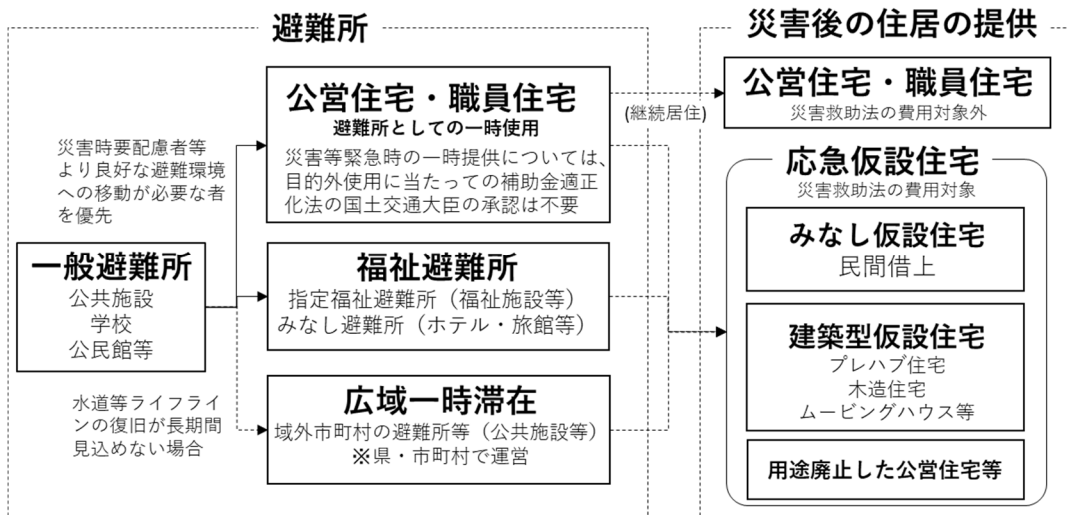 避難所
災害後の住居の提供
公営住宅・職員住宅
避難所としての一時使用
災害等緊急時の一時提供については、
目的外使用に当たっての補助金適正
化法の国土交通大臣の承認は不要
(継続居住)
公営住宅・職員住宅
災害救助法の費用対象外
災害時要配慮者等
より良好な避難環境
への移動が必要な者
を優先
一般避難所
公共施設
学校
公民館等
福祉避難所
指定福祉避難所（福祉施設等）
みなし避難所（ホテル・旅館等）
水道等ライフライ
ンの復旧が長期間
見込めない場合
広域一時滞在
域外市町村の避難所等（公共施設等）
※県・市町村で運営
応急仮設住宅
災害救助法の費用対象
みなし仮設住宅
民間借上
建築型仮設住宅
プレハブ住宅
木造住宅
ムービングハウス等
用途廃止した公営住宅等